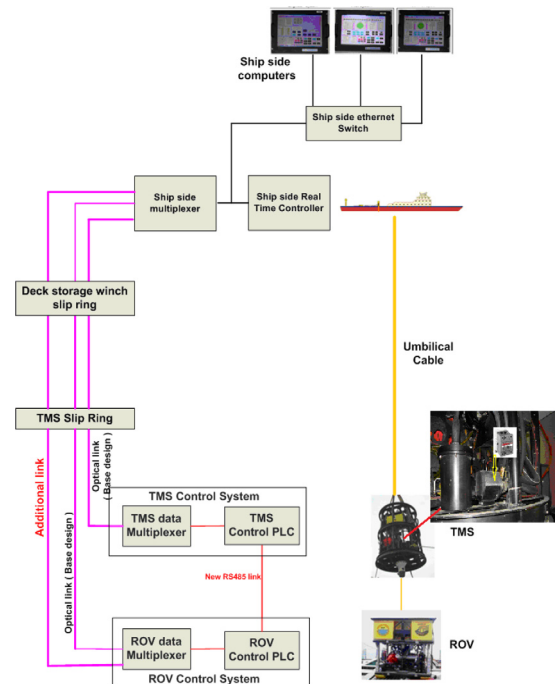 Ship side
computers
Ship side ethernet
Switch
Ship side
multiplexer
Ship side Real
Time Controller
Deck storage winch
slip ring
Umbilical
Cable
TMS Slip Ring
Additional link
Optical link ( Base design )
Optical link
( Base design )
TMS Control System
TMS data
Multiplexer
TMS
Control PLC
TMS
New RS485 link
ROV data
Multiplexer
ROV
Control PLC
ROV Control System
ROV